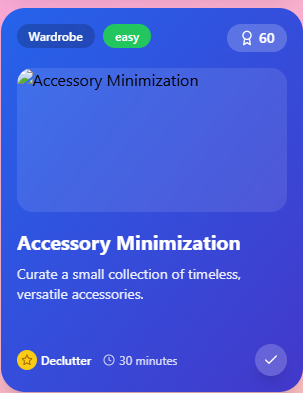 Wardrobe easy 60
Accessory Minimization
Accessory Minimization
Curate a small collection of timeless,
versatile accessories.
Declutter 30 minutes